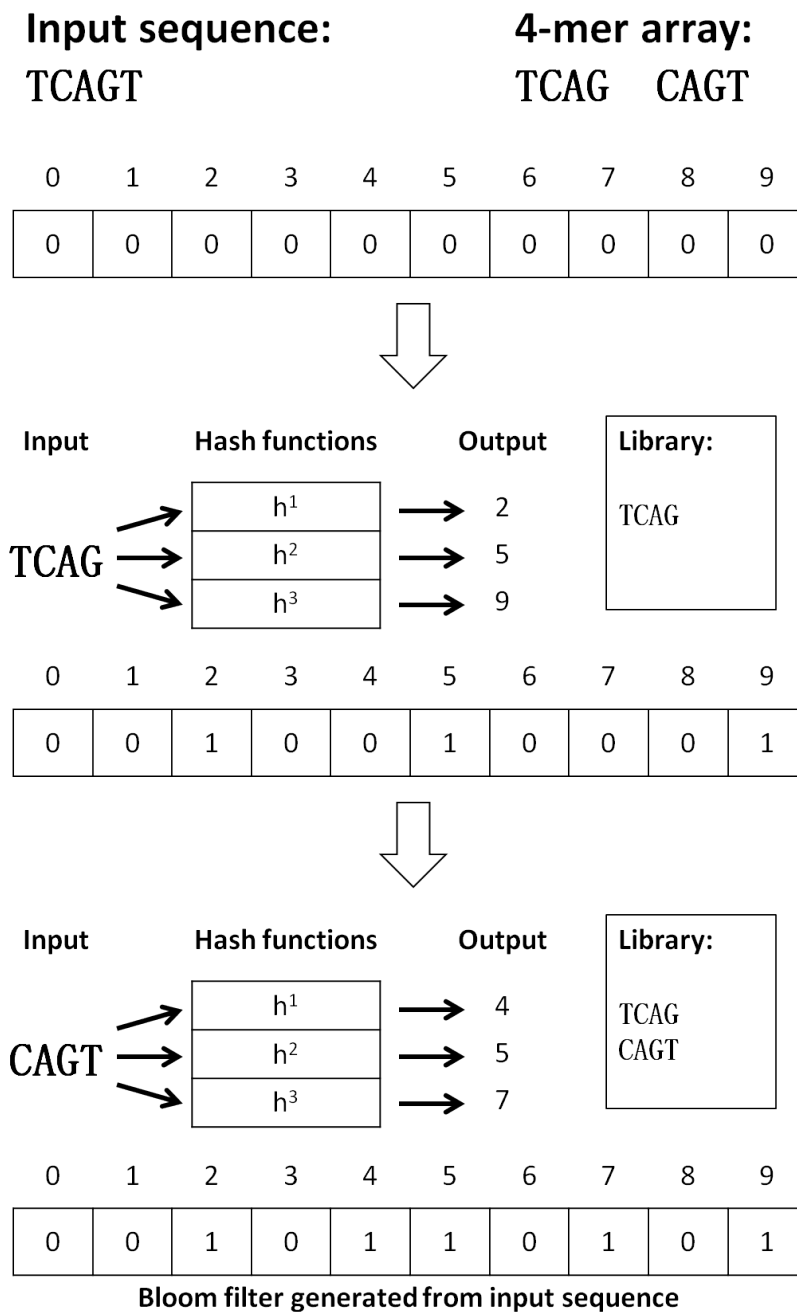 Input sequence: 4-mer array:
TCAGT TCAG CAGT
0 1 2 3 4 5 6 7 8 9
0 0 0 0 0 0 0 0 0 0
Input Hash functions Output Library:
h¹ 2 TCAG
TCAG h² 5
h³ 9
0 1 2 3 4 5 6 7 8 9
0 0 1 0 0 1 0 0 0 1
Input Hash functions Output Library:
h¹ 4 TCAG
CAGT h² 5 CAGT
h³ 7
0 1 2 3 4 5 6 7 8 9
0 0 1 0 1 1 0 1 0 1
Bloom filter generated from input sequence